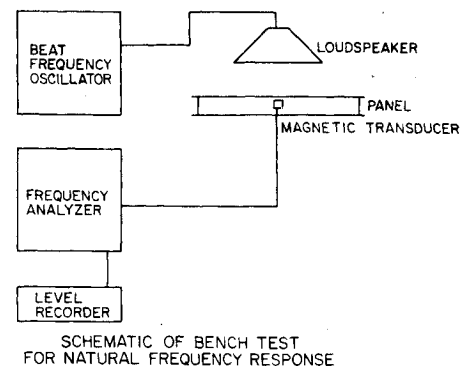 BEAT
FREQUENCY
OSCILLATOR
LOUDSPEAKER
PANEL
MAGNETIC TRANSDUCER
FREQUENCY
ANALYZER
LEVEL
RECORDER
SCHEMATIC OF BENCH TEST
FOR NATURAL FREQUENCY RESPONSE